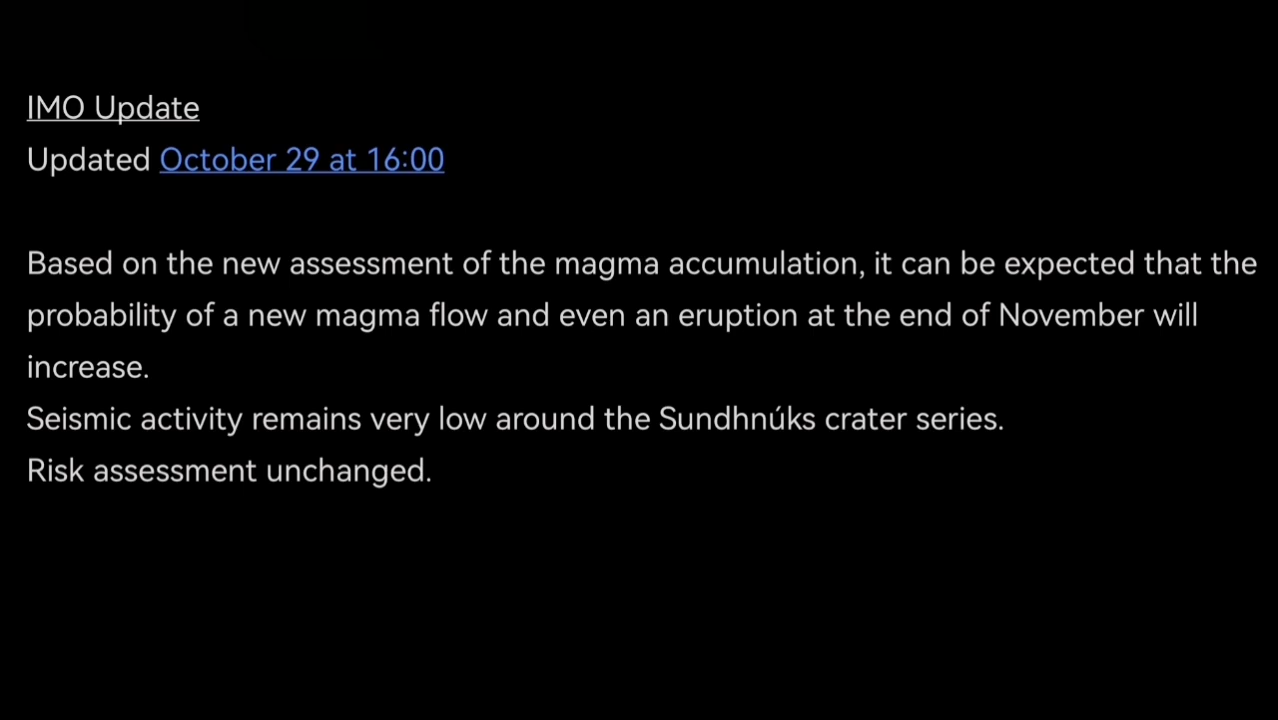 IMO Update
Updated October 29 at 16:00
Based on the new assessment of the magma accumulation, it can be expected that the
probability of a new magma flow and even an eruption at the end of November will
increase.
Seismic activity remains very low around the Sundhnúks crater series.
Risk assessment unchanged.